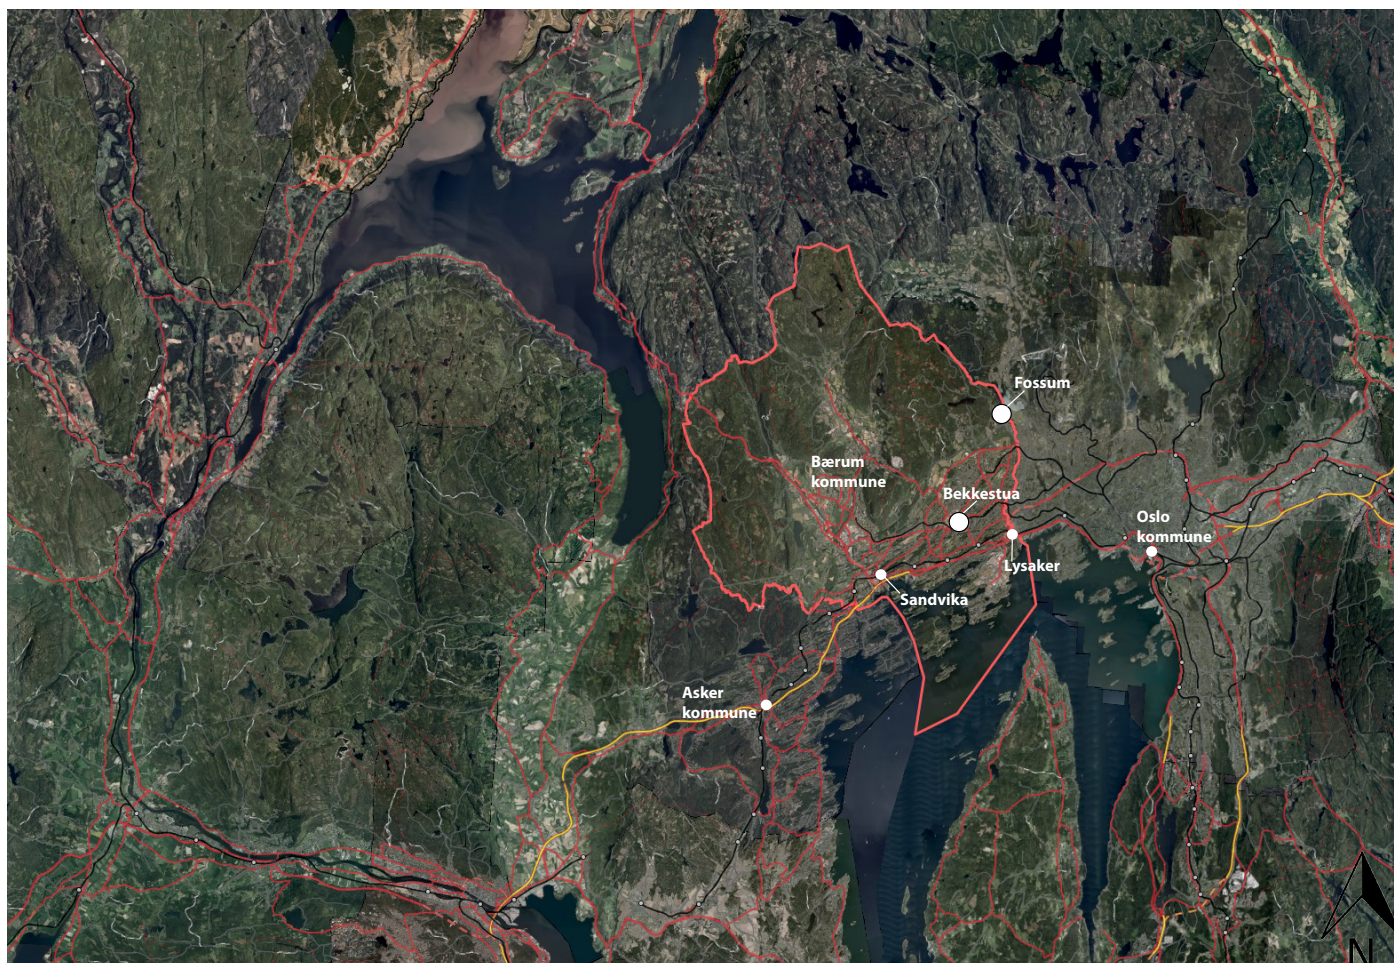 Fossum
Bærum
kommune
Bekkestua
Oslo
kommune
Lysaker
Sandvika
Asker
kommune
N